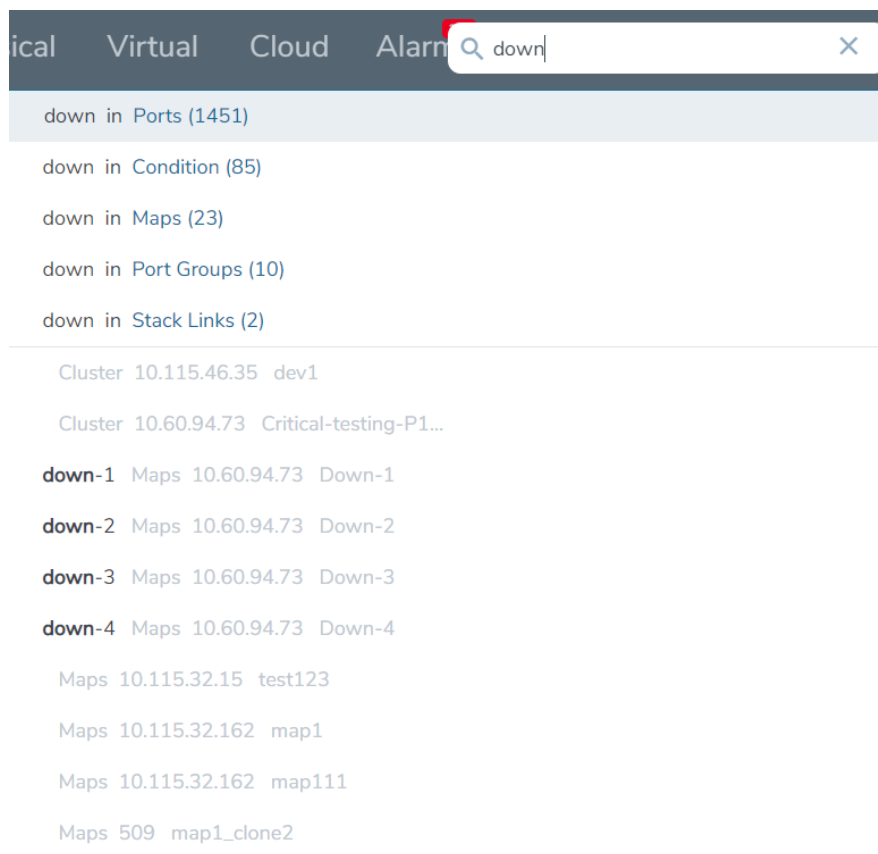 ical Virtual Cloud Alarm down
down in Ports (1451)
down in Condition (85)
down in Maps (23)
down in Port Groups (10)
down in Stack Links (2)
Cluster 10.115.46.35 dev1
Cluster 10.60.94.73 Critical-testing-P1...
down-1 Maps 10.60.94.73 Down-1
down-2 Maps 10.60.94.73 Down-2
down-3 Maps 10.60.94.73 Down-3
down-4 Maps 10.60.94.73 Down-4
Maps 10.115.32.15 test123
Maps 10.115.32.162 map1
Maps 10.115.32.162 map111
Maps 509 map1_clone2